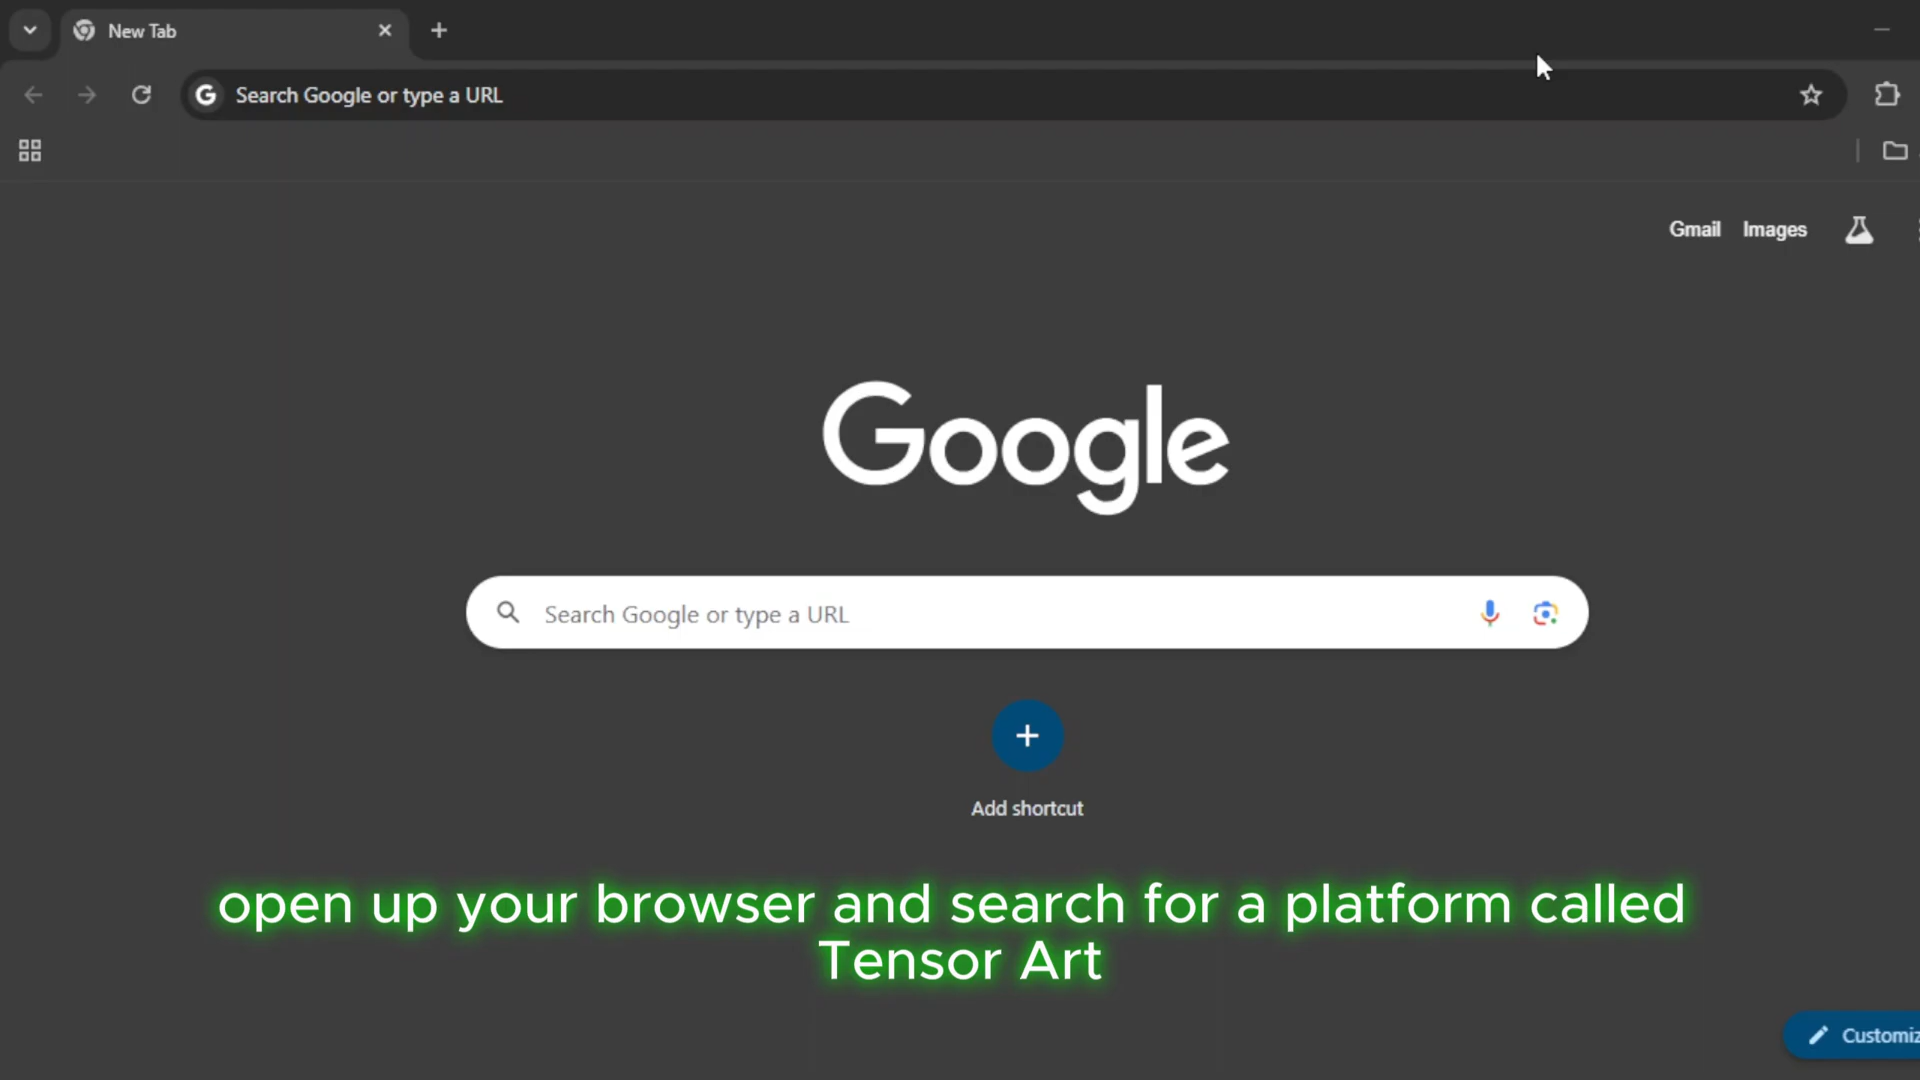 New Tab
Search Google or type a URL
Gmail Images
Google
Search Google or type a URL
Add shortcut
open up your browser and search for a platform called
Tensor Art
Customiz